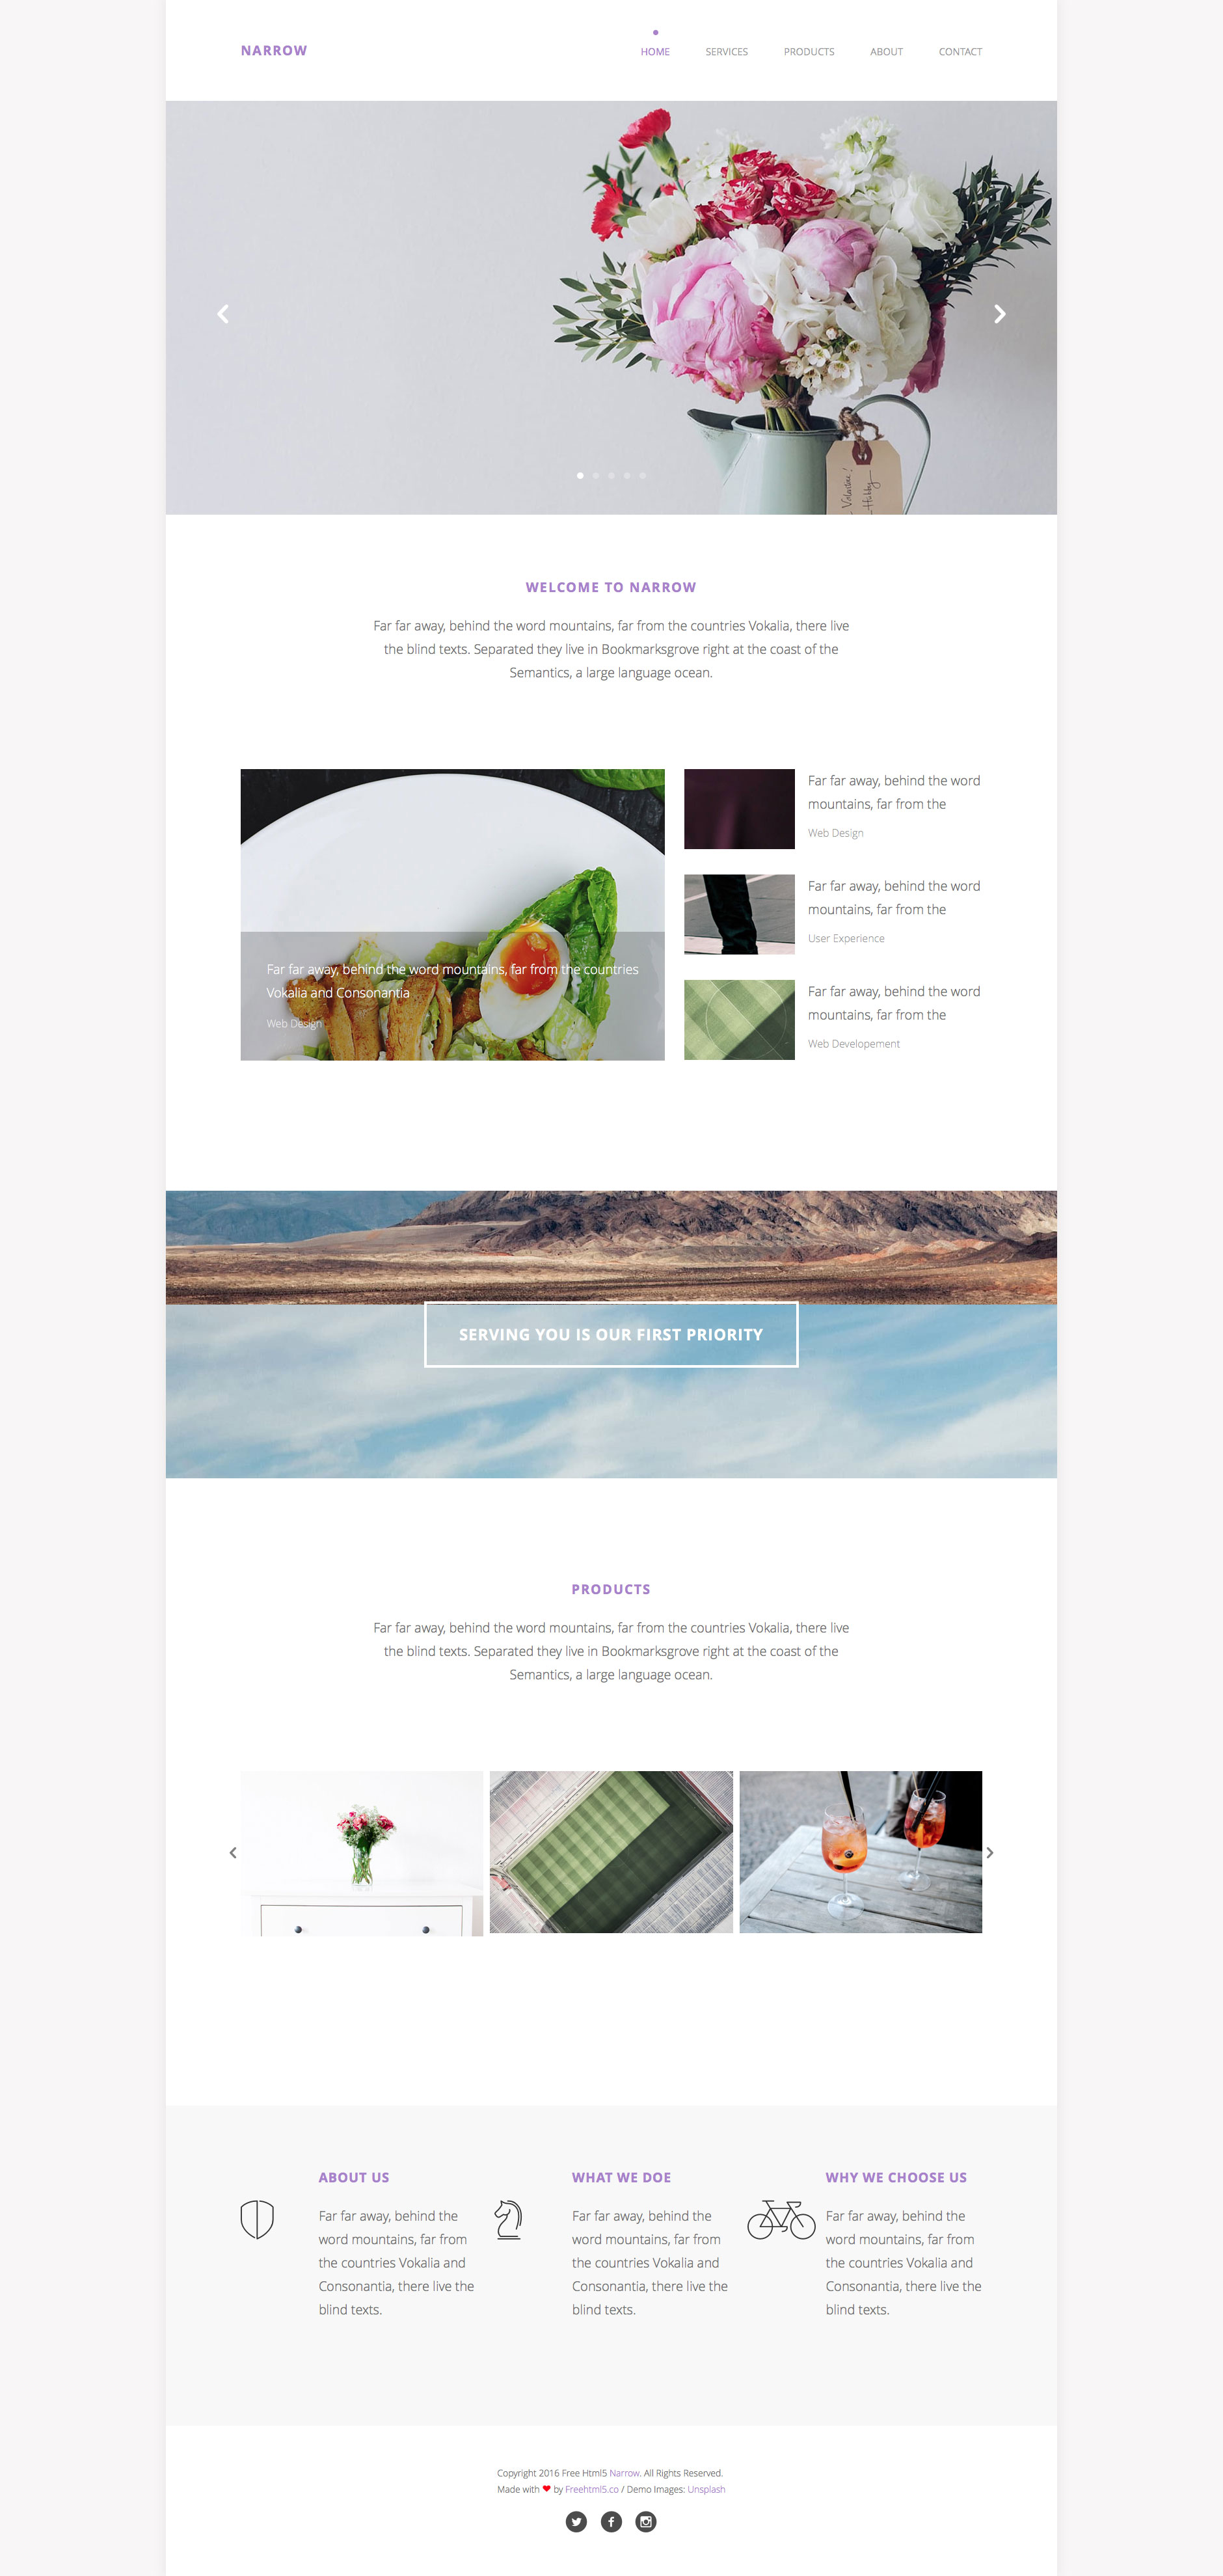 NARROW
HOME SERVICES PRODUCTS ABOUT CONTACT
Valentine!
Hubby
WELCOME TO NARROW
Far far away, behind the word mountains, far from the countries Vokalia, there live
the blind texts. Separated they live in Bookmarksgrove right at the coast of the
Semantics, a large language ocean.
Far far away, behind the word mountains, far from the countries
Vokalia and Consonantia
Web Design
Far far away, behind the word
mountains, far from the
Web Design
Far far away, behind the word
mountains, far from the
User Experience
Far far away, behind the word
mountains, far from the
Web Developement
SERVING YOU IS OUR FIRST PRIORITY
PRODUCTS
Far far away, behind the word mountains, far from the countries Vokalia, there live
the blind texts. Separated they live in Bookmarksgrove right at the coast of the
Semantics, a large language ocean.
ABOUT US
Far far away, behind the
word mountains, far from
the countries Vokalia and
Consonantia, there live the
blind texts.
WHAT WE DOE
Far far away, behind the
word mountains, far from
the countries Vokalia and
Consonantia, there live the
blind texts.
WHY WE CHOOSE US
Far far away, behind the
word mountains, far from
the countries Vokalia and
Consonantia, there live the
blind texts.
Copyright 2016 Free Html5 Narrow. All Rights Reserved.
Made with ❤ by Freehtml5.co / Demo Images: Unsplash